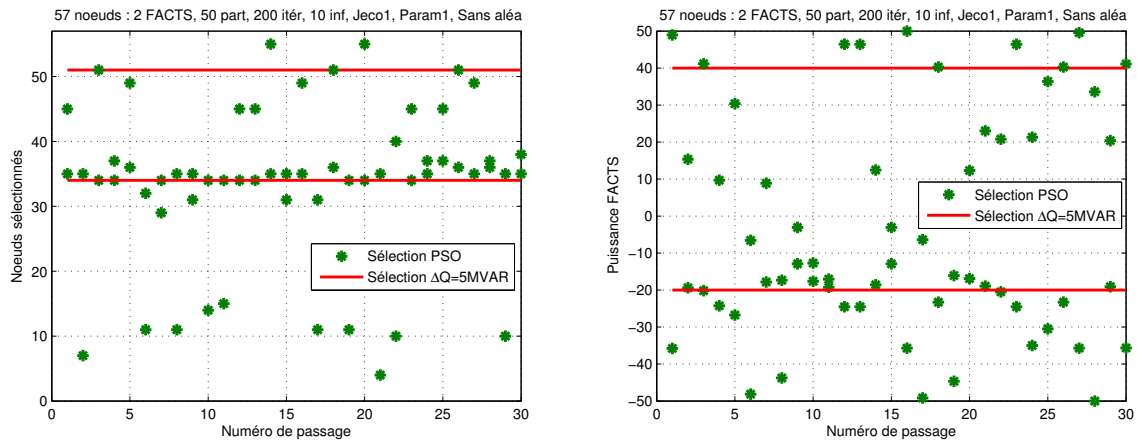 57 noeuds : 2 FACTS, 50 part, 200 itér, 10 inf, Jeco1, Param1, Sans aléa
Noeuds sélectionnés
50
40
30
20
10
0
Sélection PSO
Sélection ΔQ=5MVAR
0 5 10 15 20 25 30
Numéro de passage
57 noeuds : 2 FACTS, 50 part, 200 itér, 10 inf, Jeco1, Param1, Sans aléa
Puissance FACTS
50
40
30
20
10
0
−10
−20
−30
−40
−50
Sélection PSO
Sélection ΔQ=5MVAR
0 5 10 15 20 25 30
Numéro de passage